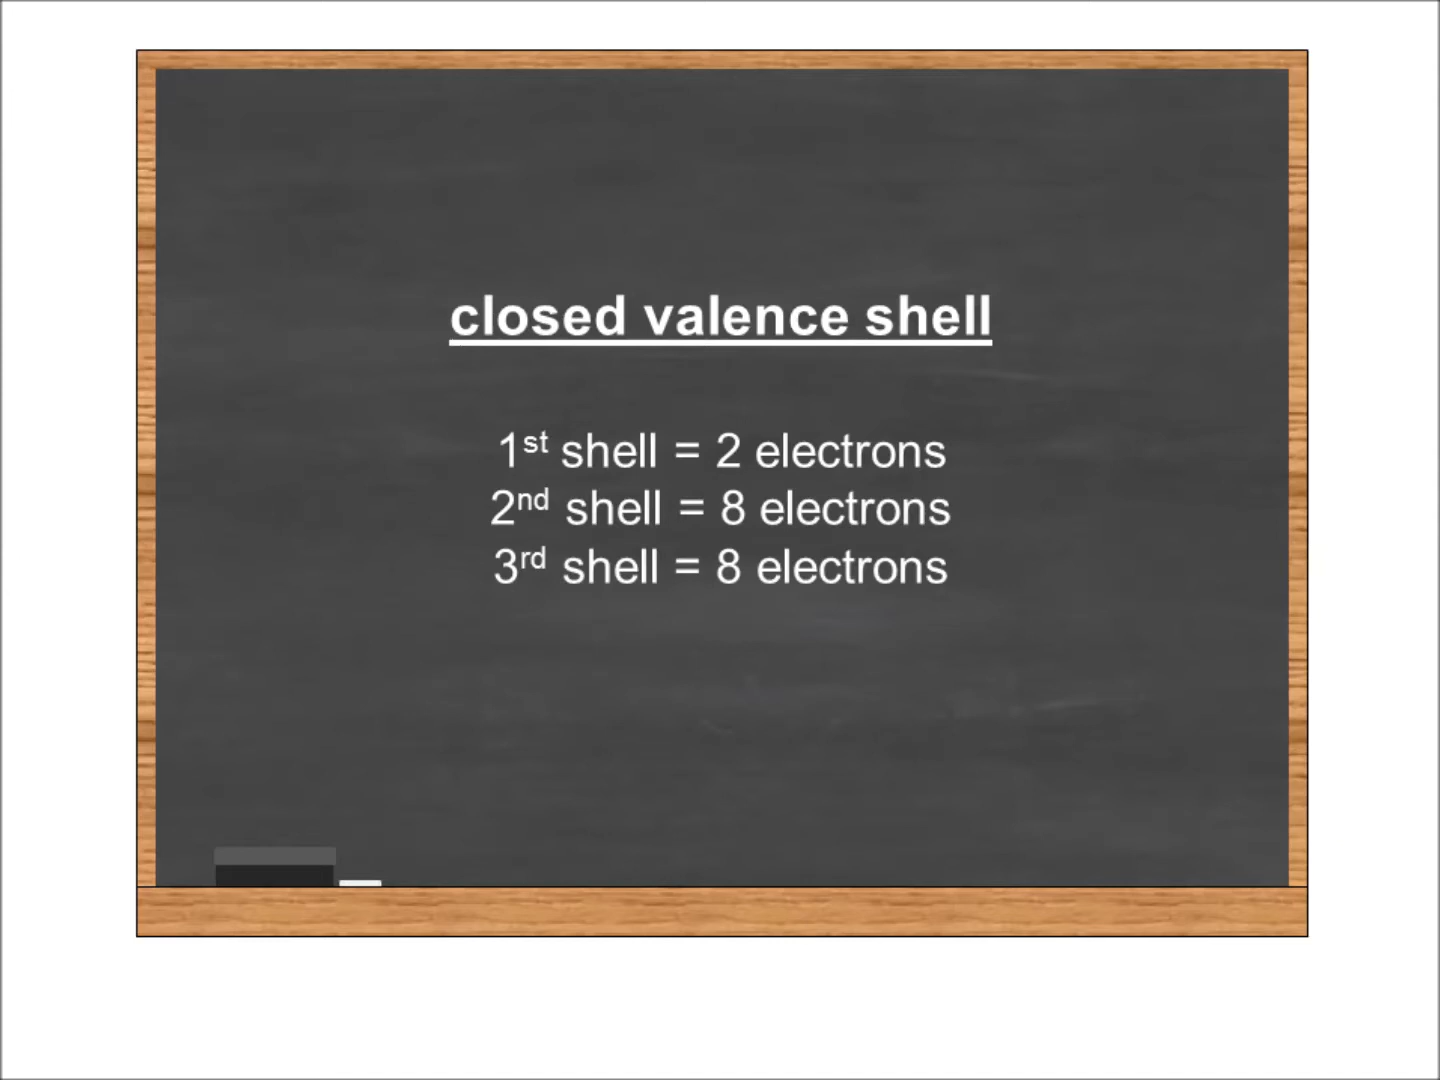 closed valence shell
1st shell = 2 electrons
2nd shell = 8 electrons
3rd shell = 8 electrons